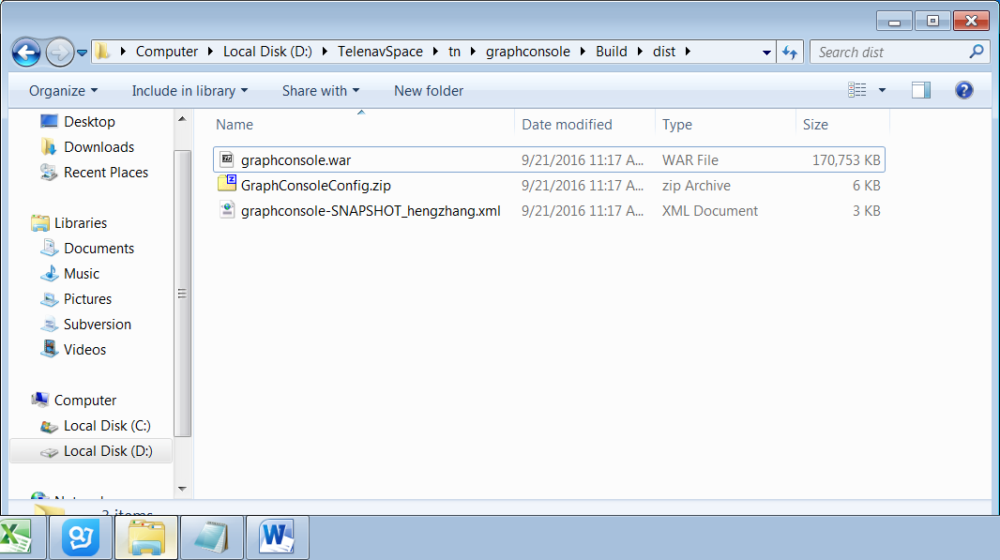 Computer Local Disk (D:) TelenavSpace tn graphconsole Build dist Search dist
Organize Include in library Share with New folder
Desktop
Downloads
Recent Places
Libraries
Documents
Music
Pictures
Subversion
Videos
Computer
Local Disk (C:)
Local Disk (D:)
Name Date modified Type Size
graphconsole.war 9/21/2016 11:17 A... WAR File 170,753 KB
GraphConsoleConfig.zip 9/21/2016 11:17 A... zip Archive 6 KB
graphconsole-SNAPSHOT_hengzhang.xml 9/21/2016 11:17 A... XML Document 3 KB
3 items